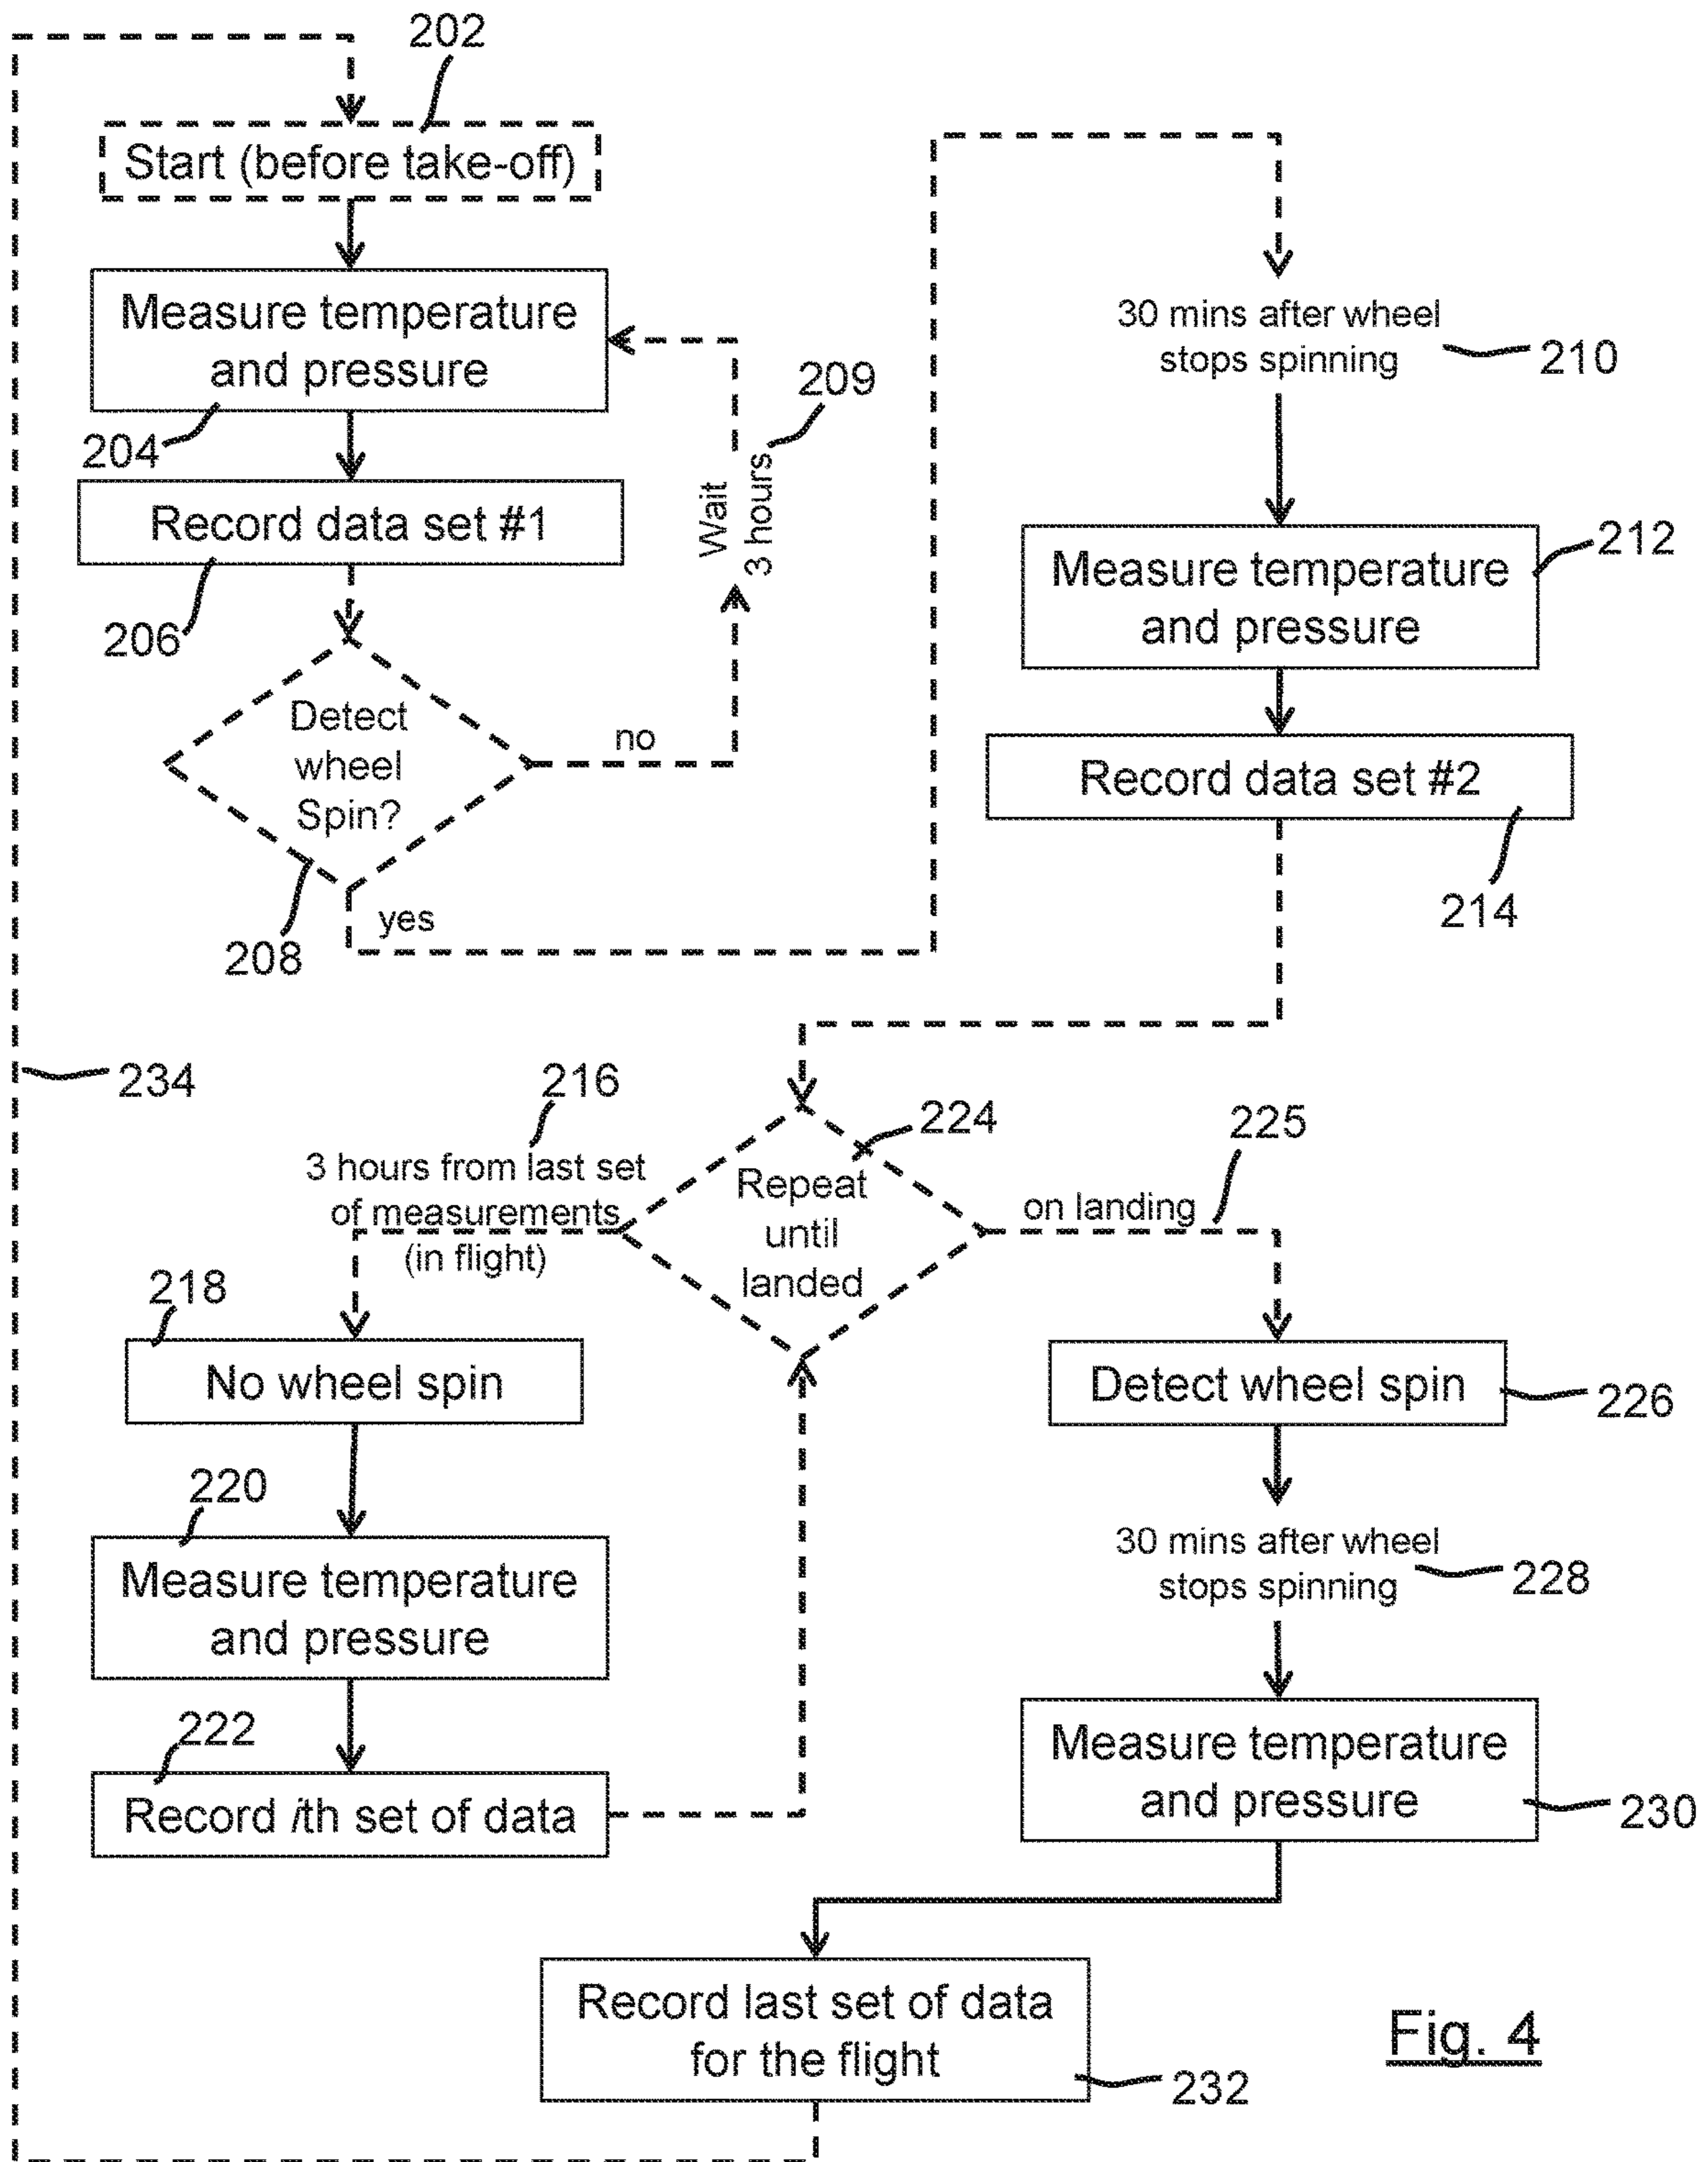 202
Start (before take-off)
Measure temperature
and pressure
204
Record data set #1
206
Detect
wheel
Spin?
208
no
yes
Wait
3 hours
209
30 mins after wheel
stops spinning
210
Measure temperature
and pressure
212
Record data set #2
214
234
216
3 hours from last set
of measurements
(in flight)
224
Repeat
until
landed
225
on landing
218
No wheel spin
220
Measure temperature
and pressure
222
Record ith set of data
Detect wheel spin
226
30 mins after wheel
stops spinning
228
Measure temperature
and pressure
230
Record last set of data
for the flight
232
Fig. 4